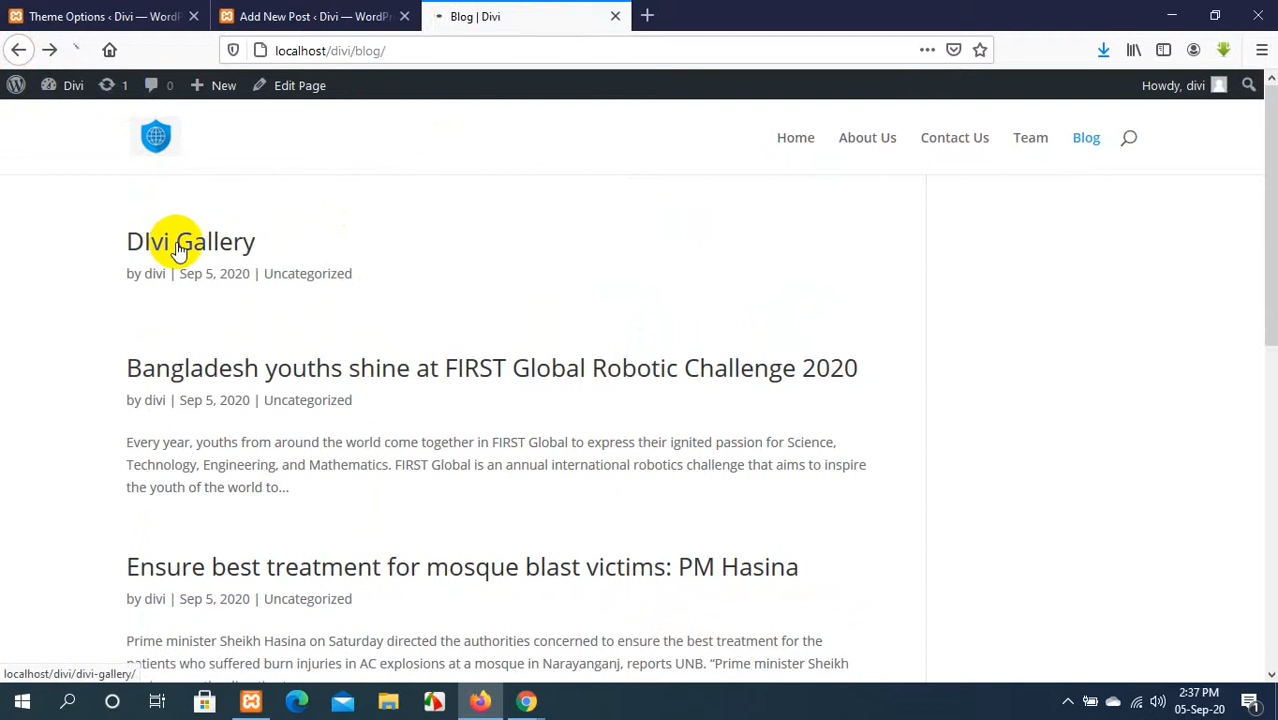 Theme Options ‹ Divi — WordP
Add New Post ‹ Divi — WordPr
Blog | Divi
localhost/divi/blog/
Divi
1
0
New
Edit Page
Howdy, divi
Home
About Us
Contact Us
Team
Blog
DIvi Gallery
by divi | Sep 5, 2020 | Uncategorized
Bangladesh youths shine at FIRST Global Robotic Challenge 2020
by divi | Sep 5, 2020 | Uncategorized
Every year, youths from around the world come together in FIRST Global to express their ignited passion for Science,
Technology, Engineering, and Mathematics. FIRST Global is an annual international robotics challenge that aims to inspire
the youth of the world to...
Ensure best treatment for mosque blast victims: PM Hasina
by divi | Sep 5, 2020 | Uncategorized
Prime minister Sheikh Hasina on Saturday directed the authorities concerned to ensure the best treatment for the
patients who suffered burn injuries in AC explosions at a mosque in Narayanganj, reports UNB. “Prime minister Sheikh
localhost/divi/divi-gallery/
2:37 PM
05-Sep-20
1